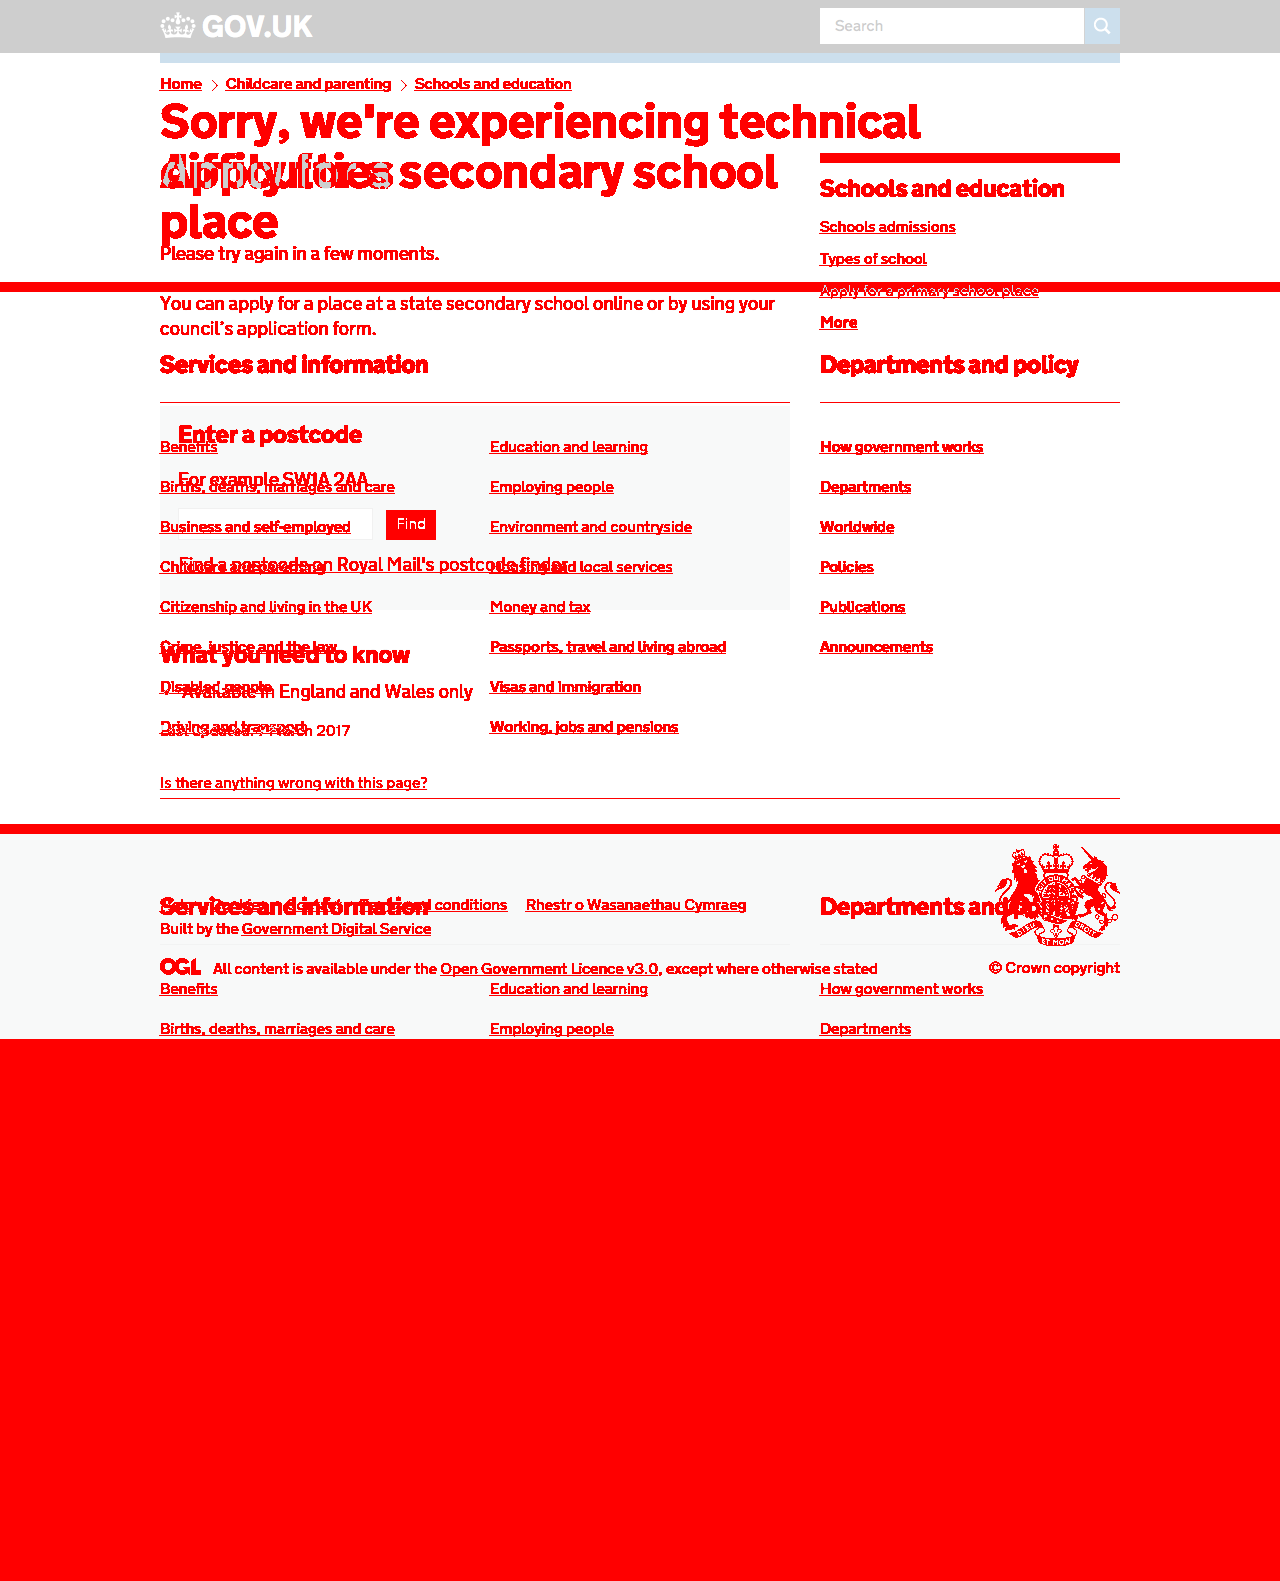 GOV.UK
Search
Home
Childcare and parenting
Schools and education
Sorry, we're experiencing technical
difficulties
Apply for a secondary school
place
Please try again in a few moments.
Schools and education
Schools admissions
Types of school
Apply for a primary school place
More
You can apply for a place at a state secondary school online or by using your
council's application form.
Services and information
Departments and policy
Enter a postcode
For example SW1A 2AA
Find
Find a postcode on Royal Mail's postcode finder
Benefits
Births, deaths, marriages and care
Business and self-employed
Childcare and parenting
Citizenship and living in the UK
Crime, justice and the law
Disabled people
Driving and transport
Education and learning
Employing people
Environment and countryside
Housing and local services
Money and tax
Passports, travel and living abroad
Visas and immigration
Working, jobs and pensions
How government works
Departments
Worldwide
Policies
Publications
Announcements
What you need to know
Available in England and Wales only
Last updated: March 2017
Is there anything wrong with this page?
Services and information
Departments and policy
Cookies
Terms and conditions
Rhestr o Wasanaethau Cymraeg
Built by the Government Digital Service
OGL All content is available under the Open Government Licence v3.0, except where otherwise stated
© Crown copyright
Benefits
Education and learning
How government works
Births, deaths, marriages and care
Employing people
Departments